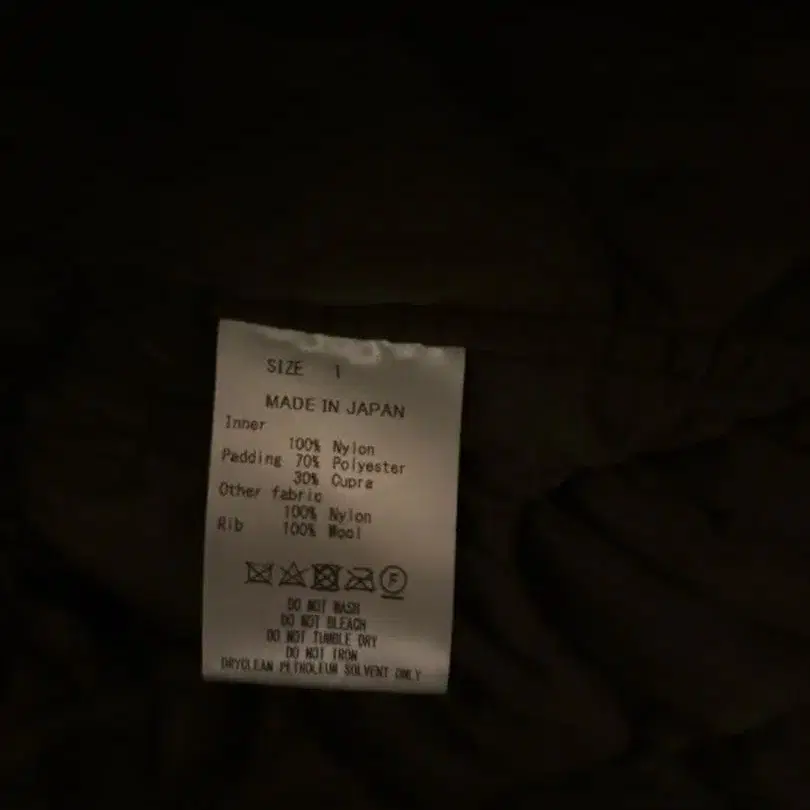 SIZE 1
MADE IN JAPAN
Inner
100% Nylon
Padding 70% Polyester
30% Cupra
Other fabric
100% Nylon
Rib 100% Wool
F
DO NOT WASH
DO NOT BLEACH
DO NOT TUMBLE DRY
DO NOT IRON
DRYCLEAN PETROLEUM SOLVENT ONLY